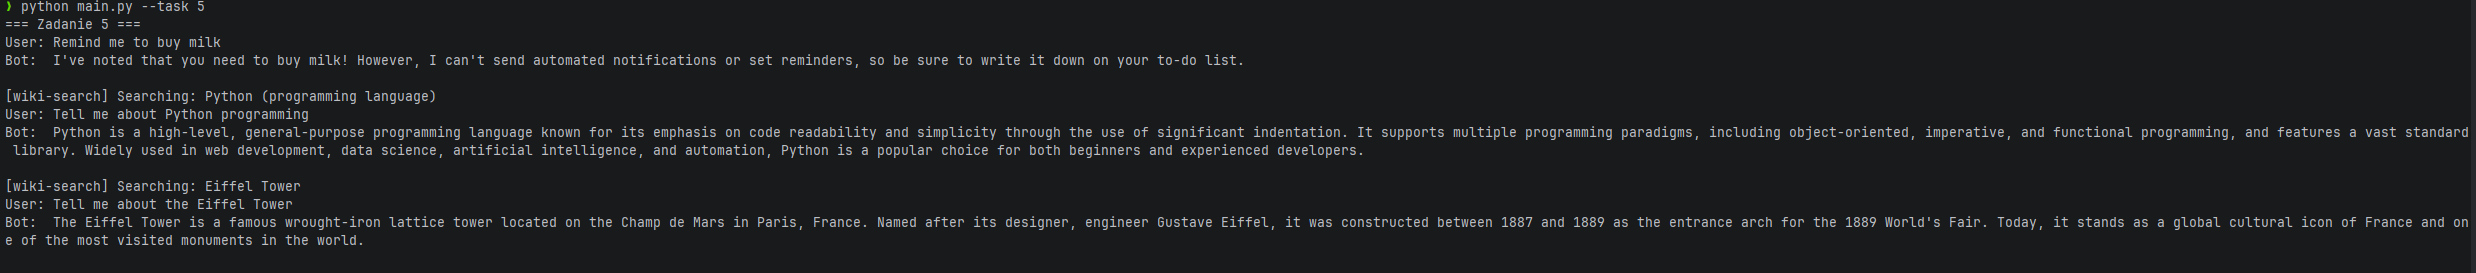 ❯ python main.py --task 5
=== Zadanie 5 ===
User: Remind me to buy milk
Bot:  I've noted that you need to buy milk! However, I can't send automated notifications or set reminders, so be sure to write it down on your to-do list.
[wiki-search] Searching: Python (programming language)
User: Tell me about Python programming
Bot:  Python is a high-level, general-purpose programming language known for its emphasis on code readability and simplicity through the use of significant indentation. It supports multiple programming paradigms, including object-oriented, imperative, and functional programming, and features a vast standard
 library. Widely used in web development, data science, artificial intelligence, and automation, Python is a popular choice for both beginners and experienced developers.
[wiki-search] Searching: Eiffel Tower
User: Tell me about the Eiffel Tower
Bot:  The Eiffel Tower is a famous wrought-iron lattice tower located on the Champ de Mars in Paris, France. Named after its designer, engineer Gustave Eiffel, it was constructed between 1887 and 1889 as the entrance arch for the 1889 World's Fair. Today, it stands as a global cultural icon of France and on
e of the most visited monuments in the world.